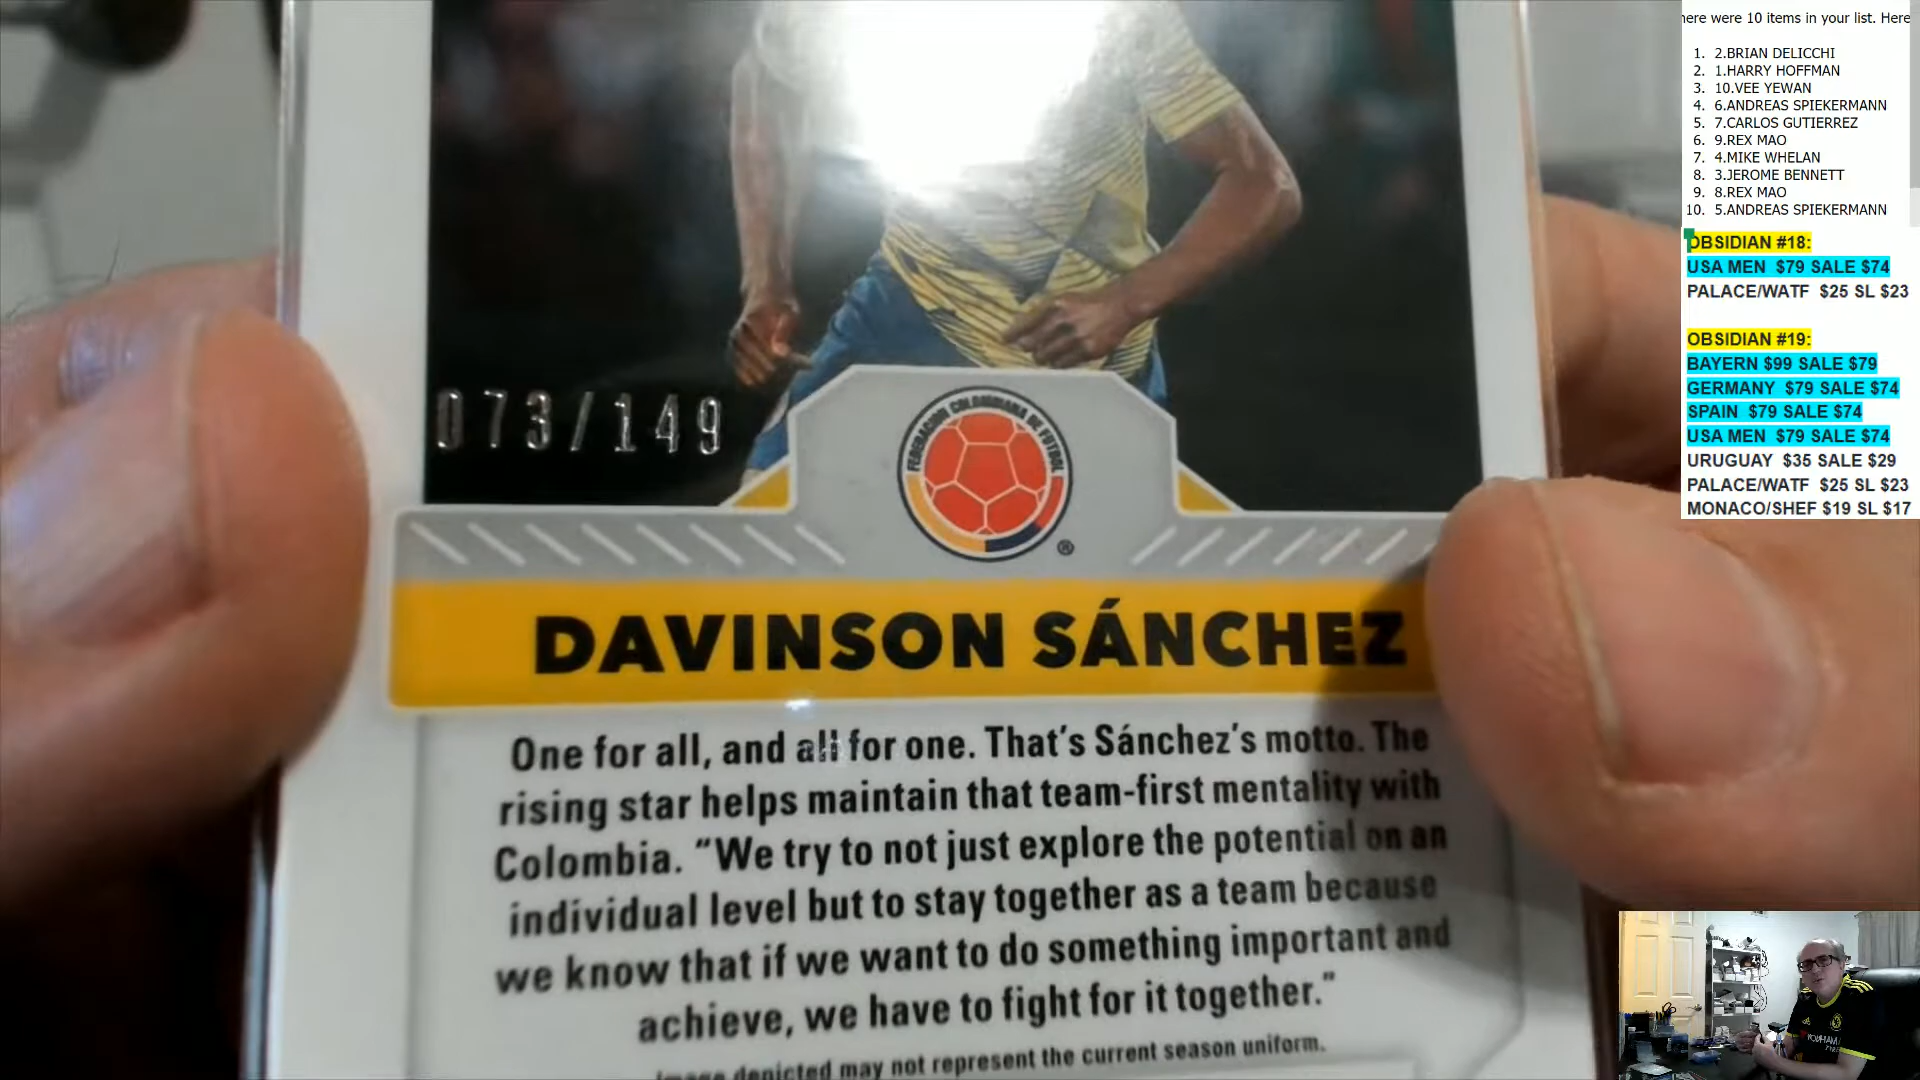 here were 10 items in your list. Here
1. 2.BRIAN DELICCHI
2. 1.HARRY HOFFMAN
3. 10.VEE YEWAN
4. 6.ANDREAS SPIEKERMANN
5. 7.CARLOS GUTIERREZ
6. 9.REX MAO
7. 4.MIKE WHELAN
8. 3.JEROME BENNETT
9. 8.REX MAO
10. 5.ANDREAS SPIEKERMANN
OBSIDIAN #18:
USA MEN $79 SALE $74
PALACE/WATF $25 SL $23
OBSIDIAN #19:
BAYERN $99 SALE $79
GERMANY $79 SALE $74
SPAIN $79 SALE $74
USA MEN $79 SALE $74
URUGUAY $35 SALE $29
PALACE/WATF $25 SL $23
MONACO/SHEF $19 SL $17
073/149
FEDERACION COLOMBIANA DE FUTBOL
®
DAVINSON SÁNCHEZ
One for all, and all for one. That's Sánchez's motto. The
rising star helps maintain that team-first mentality with
Colombia. "We try to not just explore the potential on an
individual level but to stay together as a team because
we know that if we want to do something important and
achieve, we have to fight for it together."
Image depicted may not represent the current season uniform.